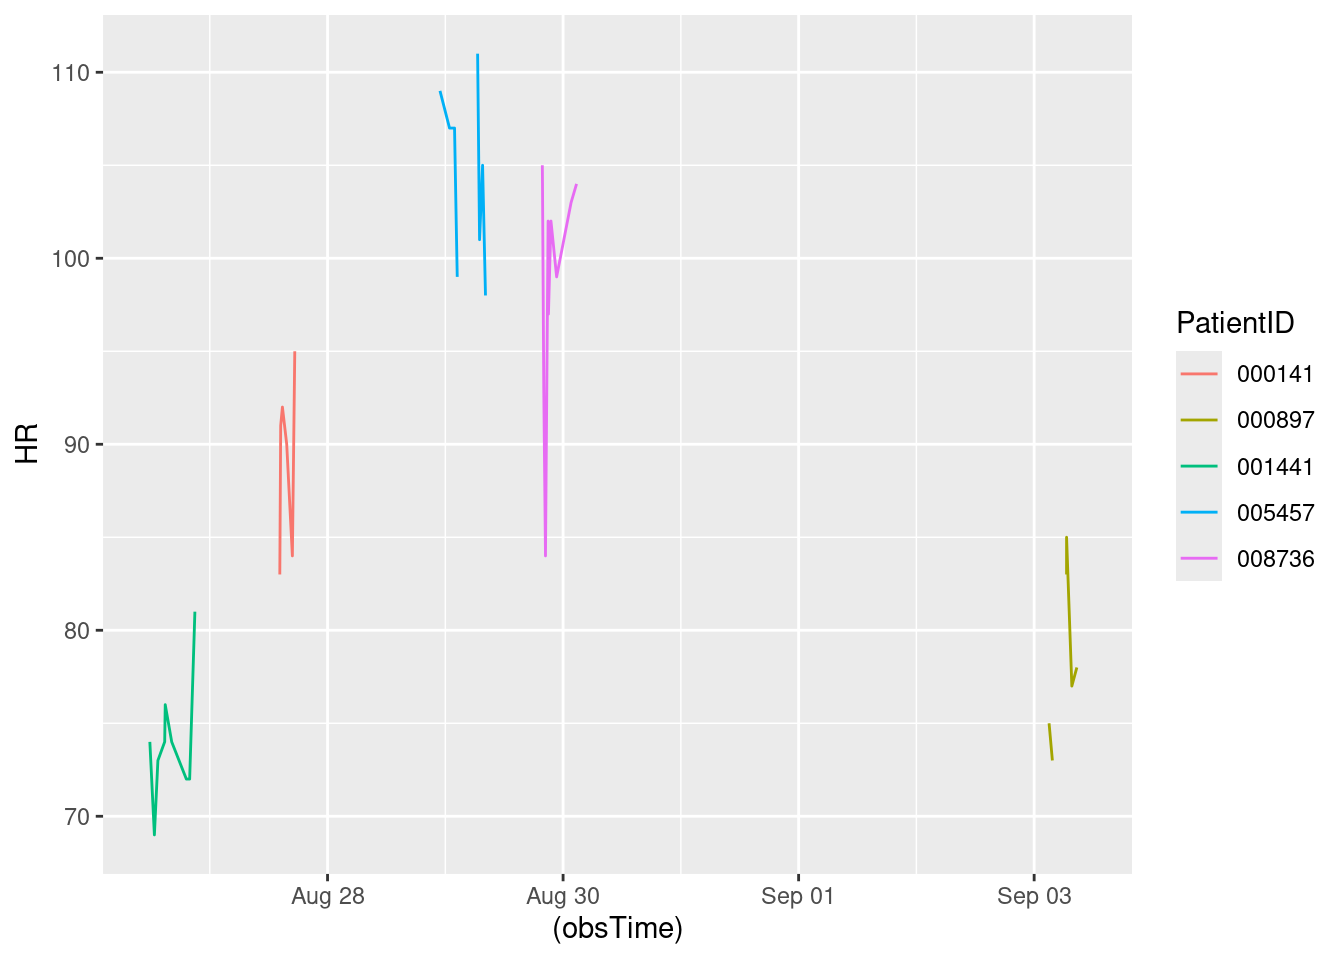 110
100
90
80
70
HR
Aug 28
Aug 30
Sep 01
Sep 03
(obsTime)
PatientID
000141
000897
001441
005457
008736